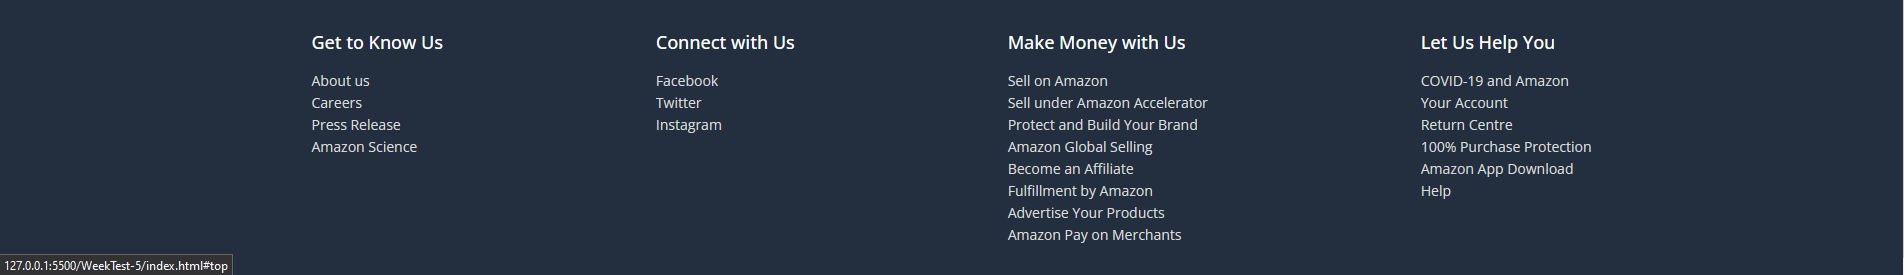 Get to Know Us
About us
Careers
Press Release
Amazon Science
Connect with Us
Facebook
Twitter
Instagram
Make Money with Us
Sell on Amazon
Sell under Amazon Accelerator
Protect and Build Your Brand
Amazon Global Selling
Become an Affiliate
Fulfillment by Amazon
Advertise Your Products
Amazon Pay on Merchants
Let Us Help You
COVID-19 and Amazon
Your Account
Return Centre
100% Purchase Protection
Amazon App Download
Help
127.0.0.1:5500/WeekTest-5/index.html#top